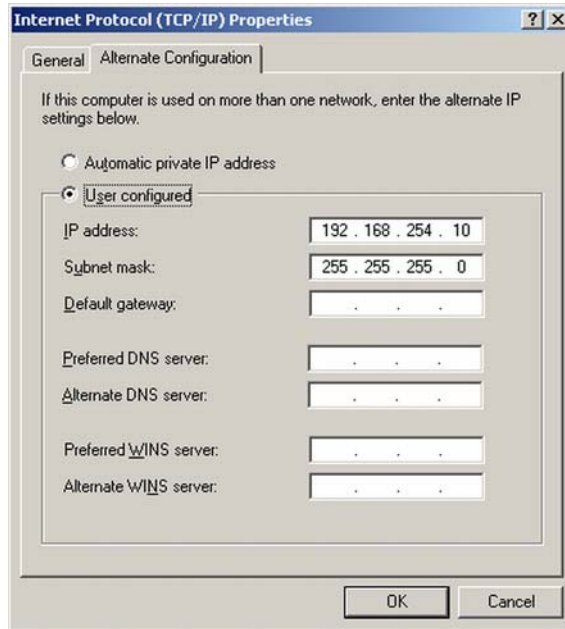 Internet Protocol (TCP/IP) Properties
General
Alternate Configuration
If this computer is used on more than one network, enter the alternate IP
settings below.
Automatic private IP address
User configured
IP address:
192 . 168 . 254 . 10
Subnet mask:
255 . 255 . 255 . 0
Default gateway:
. . .
Preferred DNS server:
. . .
Alternate DNS server:
. . .
Preferred WINS server:
. . .
Alternate WINS server:
. . .
OK
Cancel